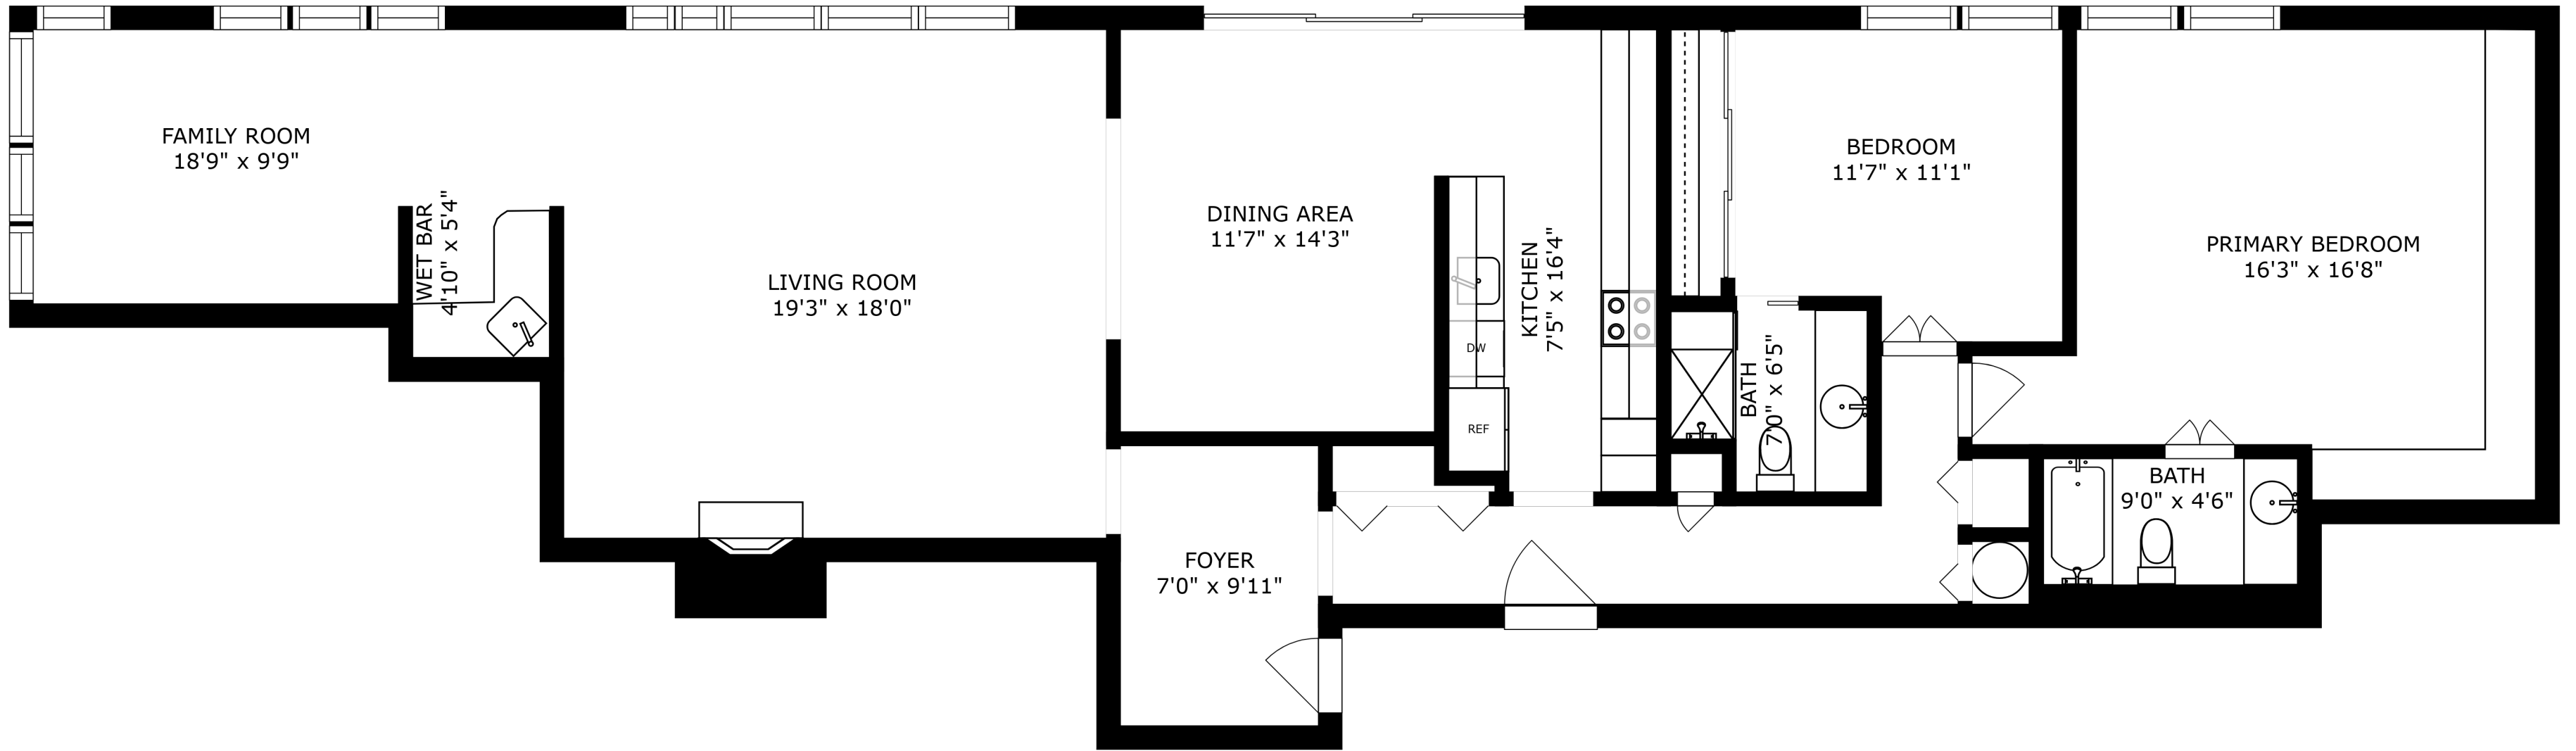 FAMILY ROOM
18'9" x 9'9"
WET BAR
4'10" x 5'4"
LIVING ROOM
19'3" x 18'0"
DINING AREA
11'7" x 14'3"
DW
REF
KITCHEN
7'5" x 16'4"
BEDROOM
11'7" x 11'1"
BATH
7'0" x 6'5"
PRIMARY BEDROOM
16'3" x 16'8"
BATH
9'0" x 4'6"
FOYER
7'0" x 9'11"